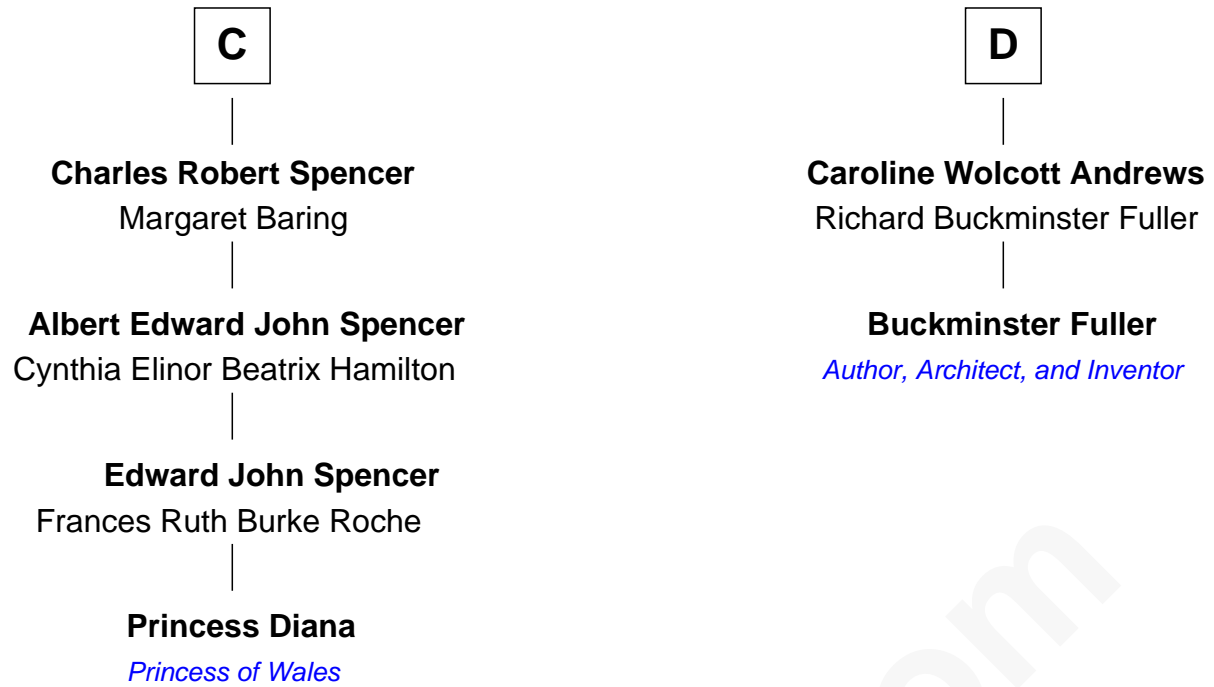 C
Charles Robert Spencer
Margaret Baring
Albert Edward John Spencer
Cynthia Elinor Beatrix Hamilton
Edward John Spencer
Frances Ruth Burke Roche
Princess Diana
Princess of Wales
D
Caroline Wolcott Andrews
Richard Buckminster Fuller
Buckminster Fuller
Author, Architect, and Inventor
om